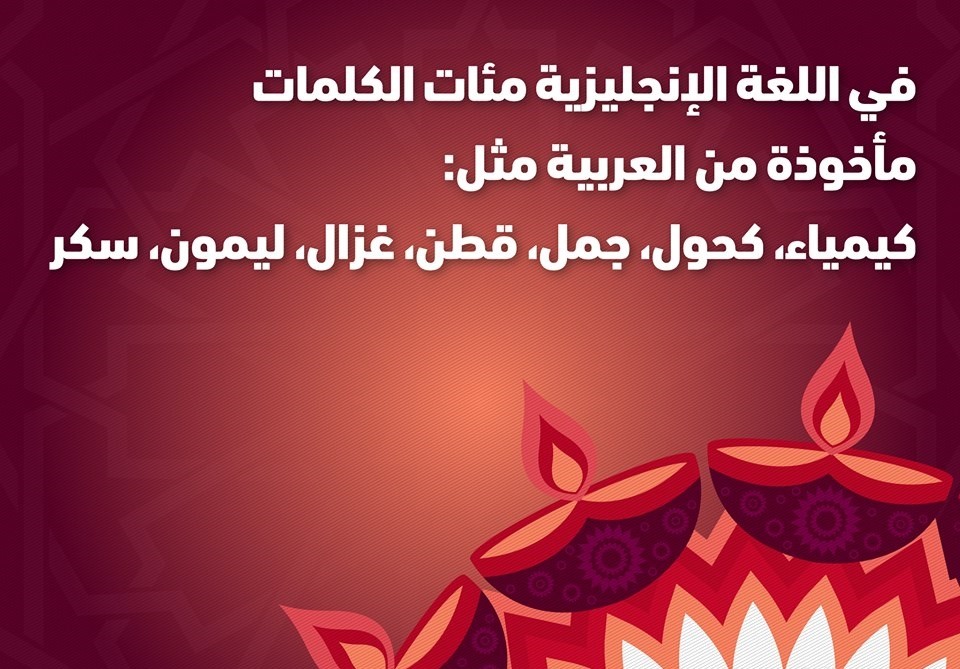 في اللغة الإنجليزية مئات الكلمات
مأخوذة من العربية مثل:
كيمياء، كحول، جمل، قطن، غزال، ليمون، سكر